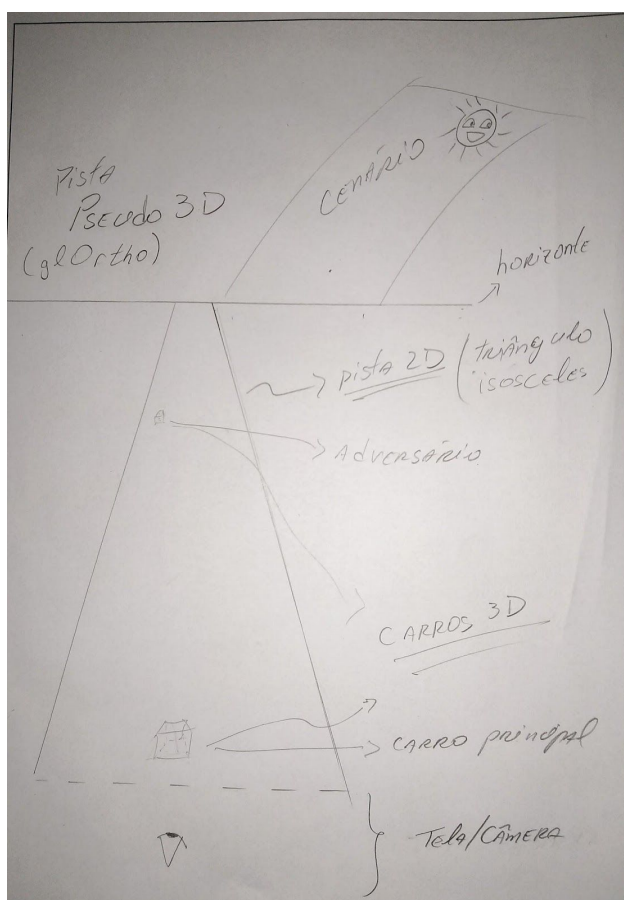 Pista
Pseudo 3D
(glOrtho)
CENÁRIO
horizonte
pista 2D (triângulo
isosceles)
Adversário
CARROS 3D
CARRO principal
Tela/CÂMERA